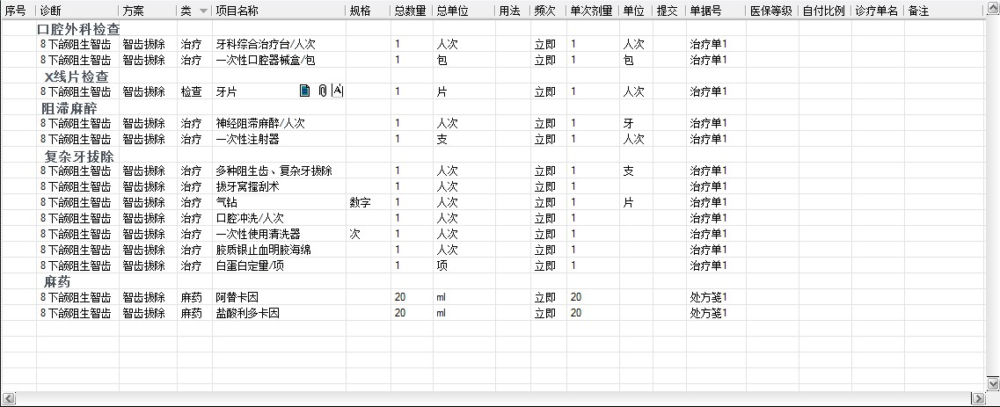 序号 诊断 方案 类 项目名称 规格 总数量 总单位 用法 频次 单次剂量 单位 提交 单据号 医保等级 自付比例 诊疗单名 备注
口腔外科检查
8下颌阻生智齿 智齿拔除 治疗 牙科综合治疗台/人次 1 人次 立即 1 人次 治疗单1
8下颌阻生智齿 智齿拔除 治疗 一次性口腔器械盒/包 1 包 立即 1 包 治疗单1
X线片检查
8下颌阻生智齿 智齿拔除 检查 牙片 A 1 片 立即 1 人次 治疗单1
阻滞麻醉
8下颌阻生智齿 智齿拔除 治疗 神经阻滞麻醉/人次 1 人次 立即 1 牙 治疗单1
8下颌阻生智齿 智齿拔除 治疗 一次性注射器 1 支 立即 1 人次 治疗单1
复杂牙拔除
8下颌阻生智齿 智齿拔除 治疗 多种阻生齿、复杂牙拔除 1 人次 立即 1 支 治疗单1
8下颌阻生智齿 智齿拔除 治疗 拔牙窝搔刮术 1 人次 立即 1 治疗单1
8下颌阻生智齿 智齿拔除 治疗 气钻 数字 1 人次 立即 1 片 治疗单1
8下颌阻生智齿 智齿拔除 治疗 口腔冲洗/人次 1 人次 立即 1 治疗单1
8下颌阻生智齿 智齿拔除 治疗 一次性使用清洗器 次 1 人次 立即 1 治疗单1
8下颌阻生智齿 智齿拔除 治疗 胶质银止血明胶海绵 1 人次 立即 1 治疗单1
8下颌阻生智齿 智齿拔除 治疗 白蛋白定量/项 1 项 立即 1 治疗单1
麻药
8下颌阻生智齿 智齿拔除 麻药 阿替卡因 20 ml 立即 20 处方笺1
8下颌阻生智齿 智齿拔除 麻药 盐酸利多卡因 20 ml 立即 20 处方笺1